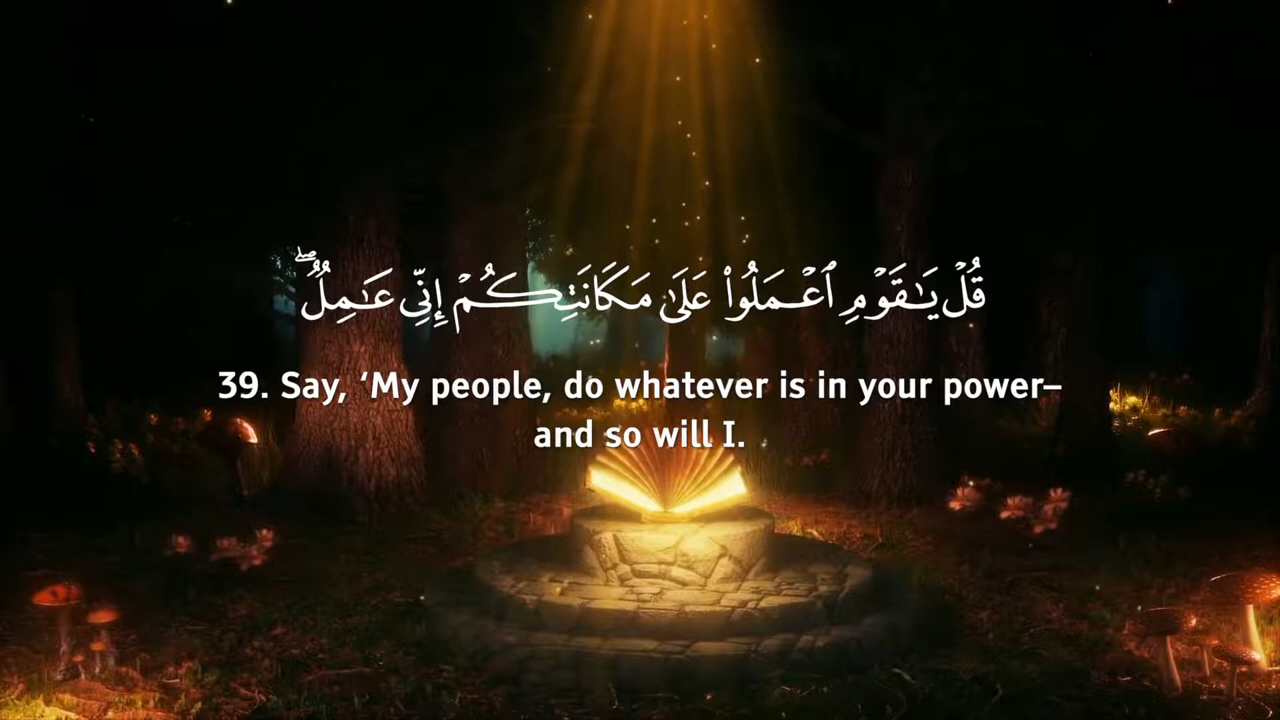 قُلْ يَـٰقَوْمِ ٱعْمَلُوا۟ عَلَىٰ مَكَانَتِكُمْ إِنِّى عَـٰمِلٌۭ ۖ
39. Say, ‘My people, do whatever is in your power–
and so will I.